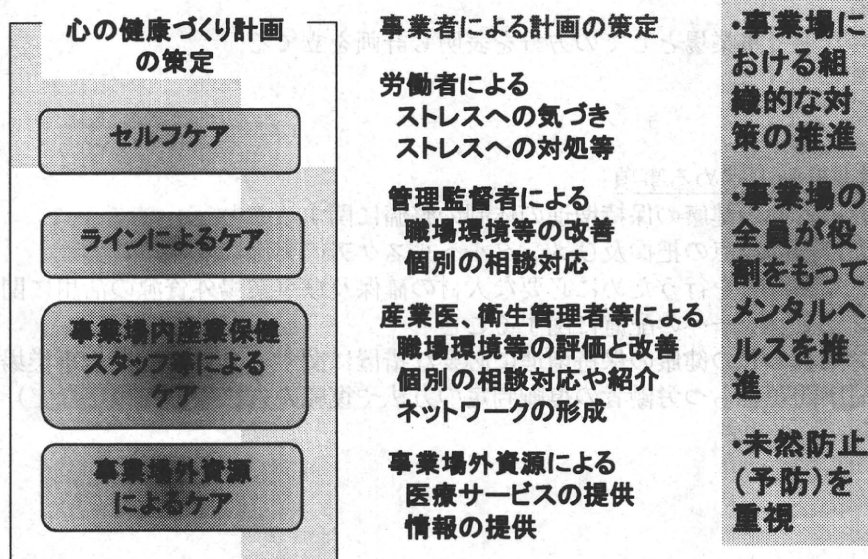 心の健康づくり計画
の策定
セルフケア
ラインによるケア
事業場内産業保健
スタッフ等による
ケア
事業場外資源
によるケア
事業者による計画の策定
労働者による
ストレスへの気づき
ストレスへの対処等
管理監督者による
職場環境等の改善
個別の相談対応
産業医、衛生管理者等による
職場環境等の評価と改善
個別の相談対応や紹介
ネットワークの形成
事業場外資源による
医療サービスの提供
情報の提供
・事業場に
おける組
織的な対
策の推進
・事業場の
全員が役
割をもって
メンタルヘ
ルスを推
進
・未然防止
(予防)を
重視